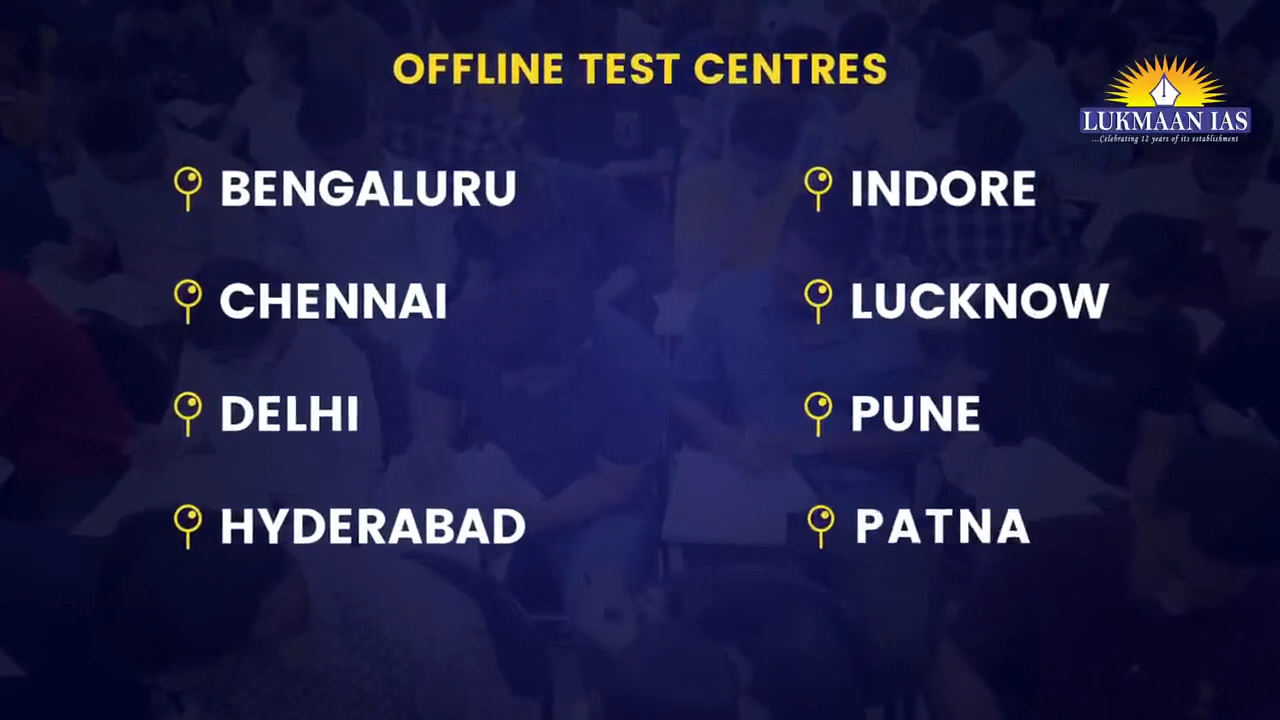 OFFLINE TEST CENTRES
LUKMAAN IAS
...Celebrating 12 years of its establishment
BENGALURU
CHENNAI
DELHI
HYDERABAD
INDORE
LUCKNOW
PUNE
PATNA